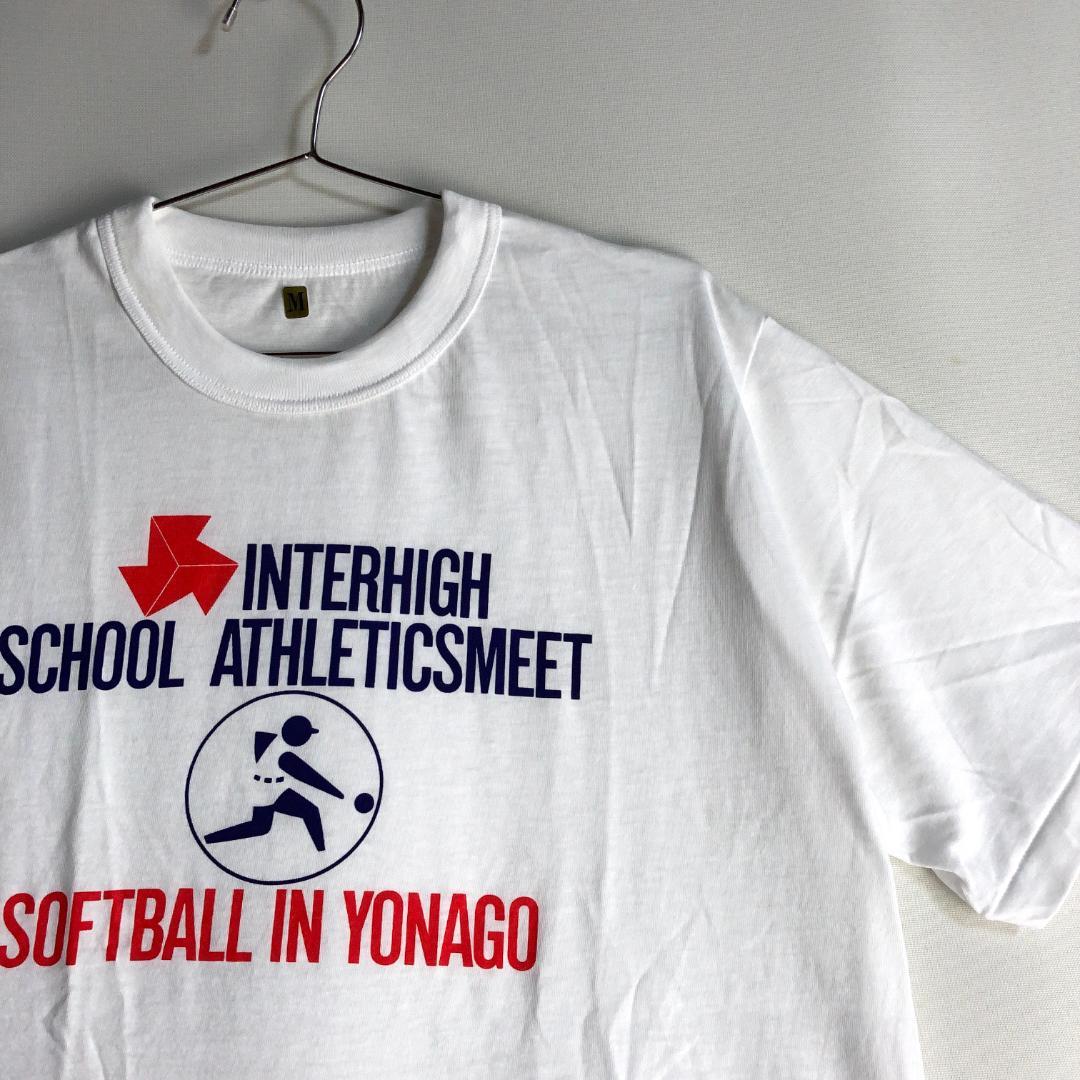 M
INTERHIGH
SCHOOL ATHLETICSMEET
SOFTBALL IN YONAGO